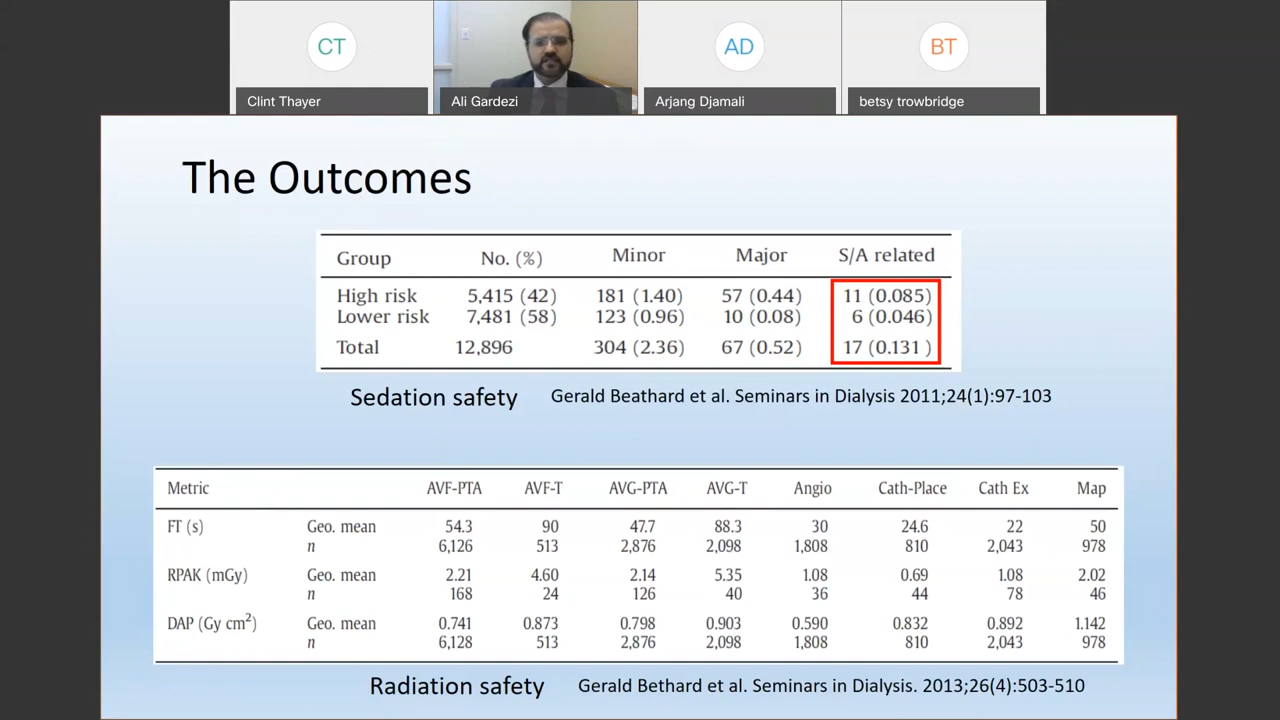 CT AD BT
Clint Thayer Ali Gardezi Arjang Djamali betsy trowbridge
The Outcomes
Group No. (%) Minor Major S/A related
High risk 5,415 (42) 181 (1.40) 57 (0.44) 11 (0.085)
Lower risk 7,481 (58) 123 (0.96) 10 (0.08) 6 (0.046)
Total 12,896 304 (2.36) 67 (0.52) 17 (0.131 )
Sedation safety Gerald Beathard et al. Seminars in Dialysis 2011;24(1):97-103
Metric AVF-PTA AVF-T AVG-PTA AVG-T Angio Cath-Place Cath Ex Map
FT (s) Geo. mean 54.3 90 47.7 88.3 30 24.6 22 50
n 6,126 513 2,876 2,098 1,808 810 2,043 978
RPAK (mGy) Geo. mean 2.21 4.60 2.14 5.35 1.08 0.69 1.08 2.02
n 168 24 126 40 36 44 78 46
DAP (Gy cm²) Geo. mean 0.741 0.873 0.798 0.903 0.590 0.832 0.892 1.142
n 6,128 513 2,876 2,098 1,808 810 2,043 978
Radiation safety Gerald Bethard et al. Seminars in Dialysis. 2013;26(4):503-510